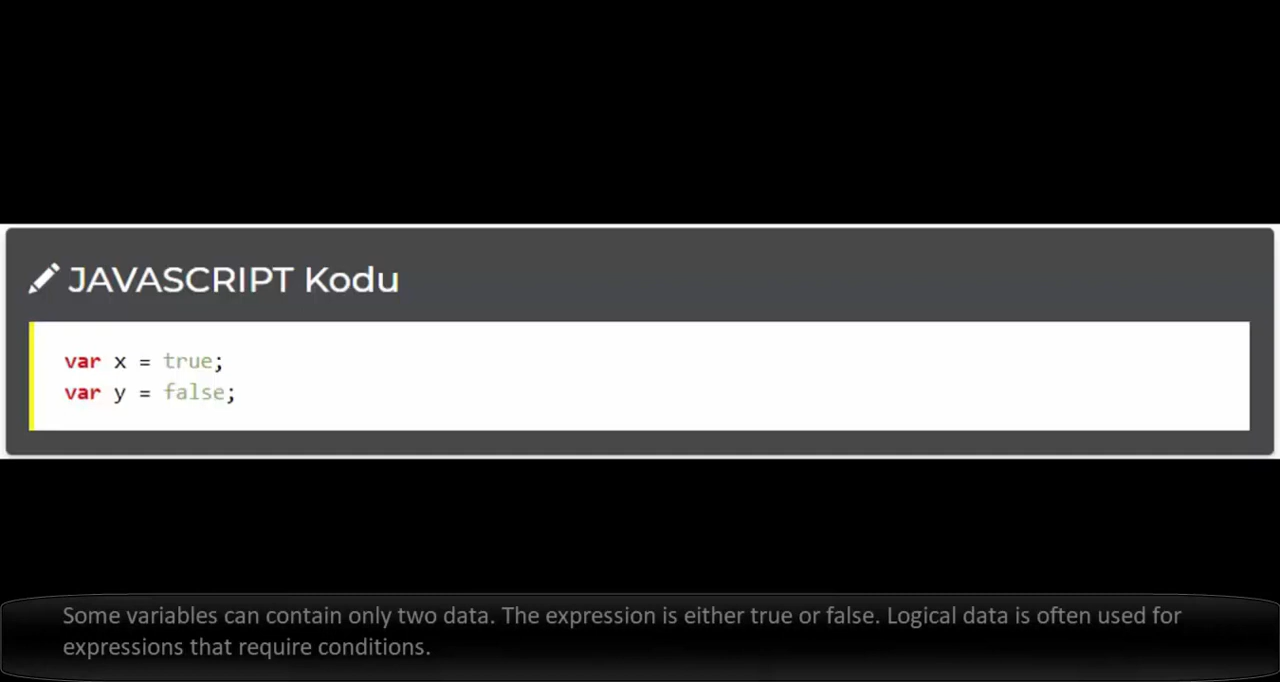 JAVASCRIPT Kodu
var x = true;
var y = false;
Some variables can contain only two data. The expression is either true or false. Logical data is often used for
expressions that require conditions.